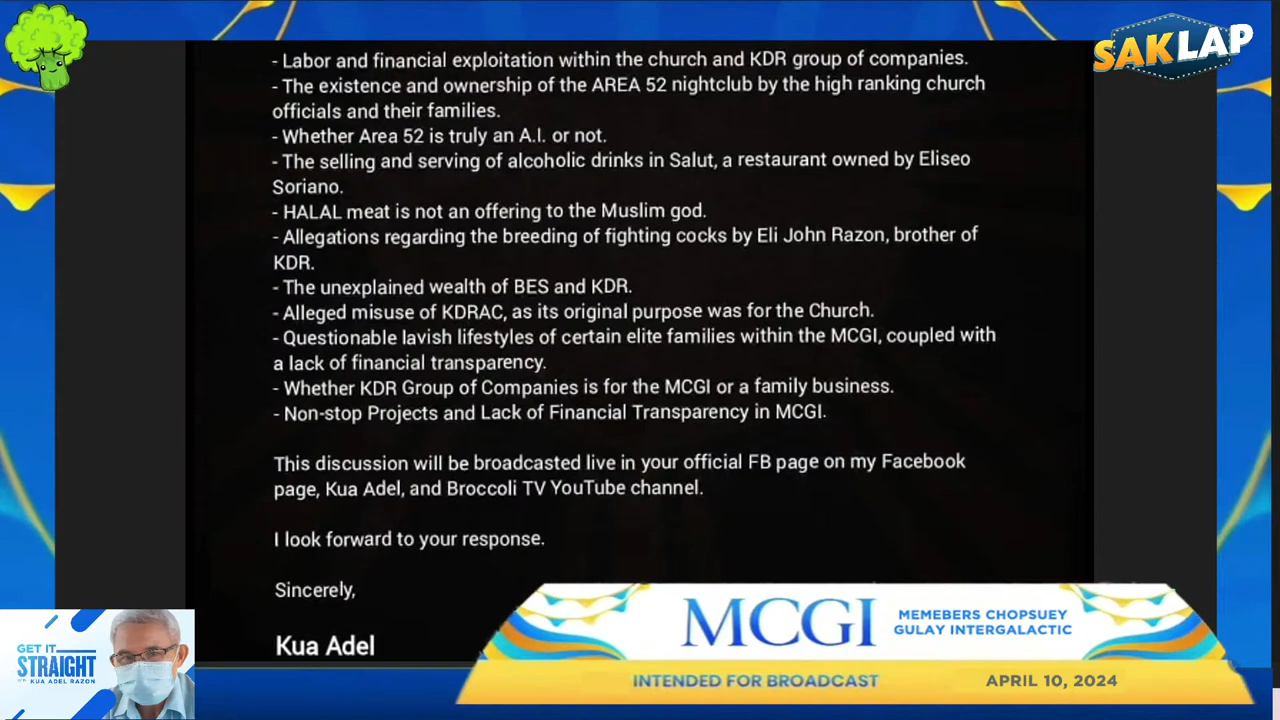 SAKLAP
- Labor and financial exploitation within the church and KDR group of companies.
- The existence and ownership of the AREA 52 nightclub by the high ranking church
officials and their families.
- Whether Area 52 is truly an A.I. or not.
- The selling and serving of alcoholic drinks in Salut, a restaurant owned by Eliseo
Soriano.
- HALAL meat is not an offering to the Muslim god.
- Allegations regarding the breeding of fighting cocks by Eli John Razon, brother of
KDR.
- The unexplained wealth of BES and KDR.
- Alleged misuse of KDRAC, as its original purpose was for the Church.
- Questionable lavish lifestyles of certain elite families within the MCGI, coupled with
a lack of financial transparency.
- Whether KDR Group of Companies is for the MCGI or a family business.
- Non-stop Projects and Lack of Financial Transparency in MCGI.
This discussion will be broadcasted live in your official FB page on my Facebook
page, Kua Adel, and Broccoli TV YouTube channel.
I look forward to your response.
Sincerely,
Kua Adel
GET IT
STRAIGHT
KUA ADEL RAZON
MCGI
MEMEBERS CHOPSUEY
GULAY INTERGALACTIC
INTENDED FOR BROADCAST
APRIL 10, 2024